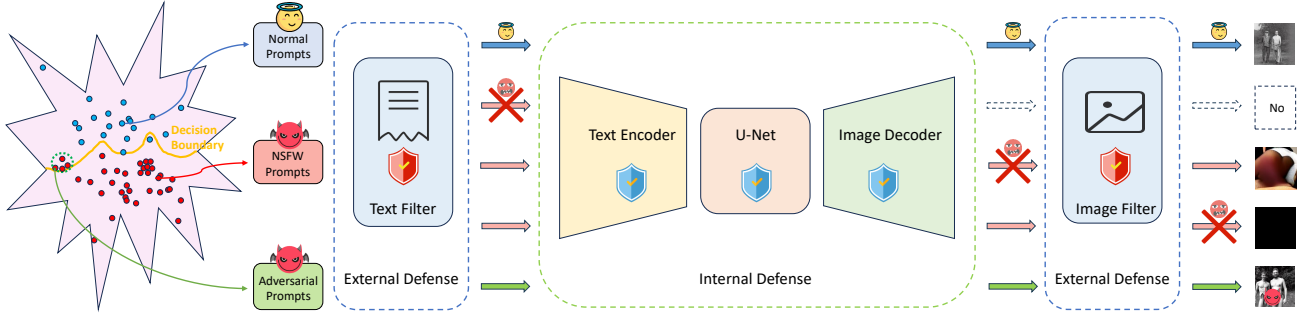 Normal
Prompts
Decision
Boundary
NSFW
Prompts
Adversarial
Prompts
Text Filter
External Defense
Text Encoder
U-Net
Image Decoder
Internal Defense
Image Filter
External Defense
No